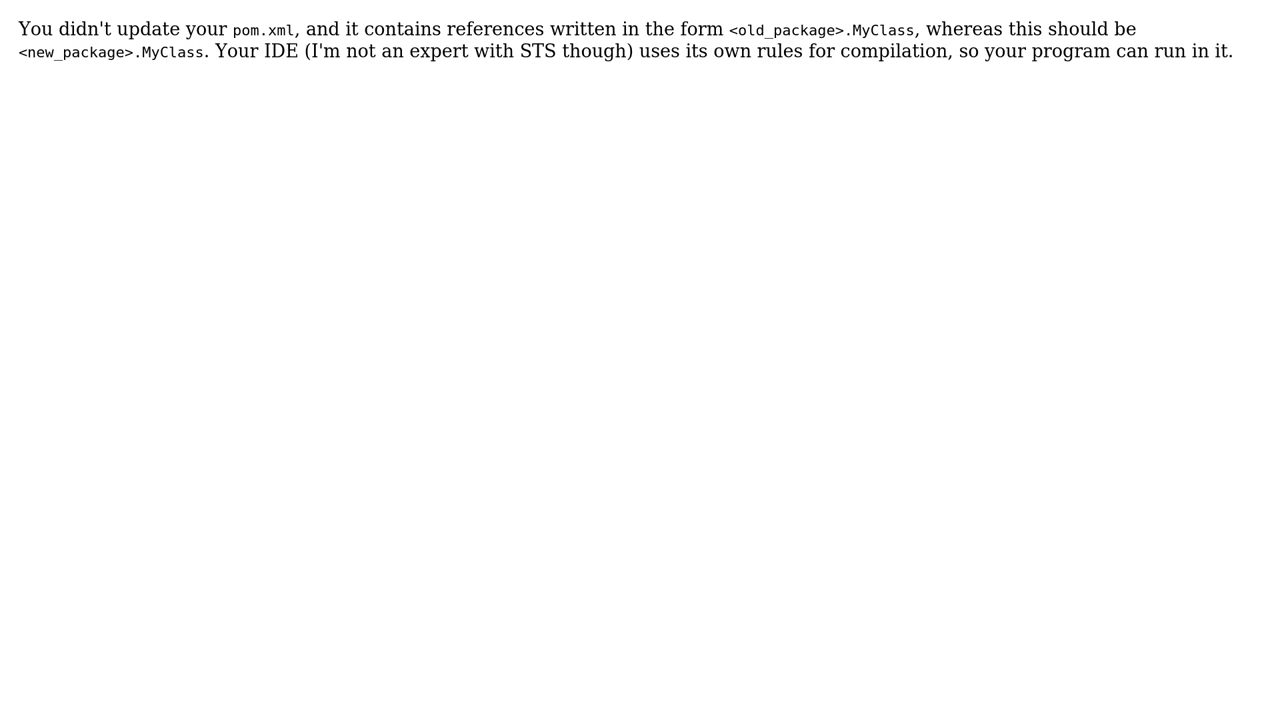 You didn't update your pom.xml, and it contains references written in the form <old_package>.MyClass, whereas this should be
<new_package>.MyClass. Your IDE (I'm not an expert with STS though) uses its own rules for compilation, so your program can run in it.